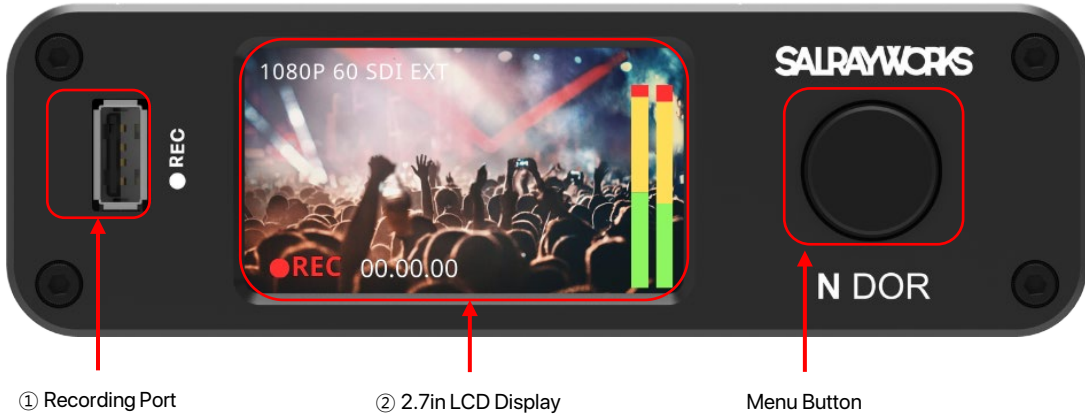 SALRAYWORKS
1080P 60 SDI EXT
REC
REC 00.00.00
N DOR
① Recording Port
② 2.7in LCD Display
Menu Button